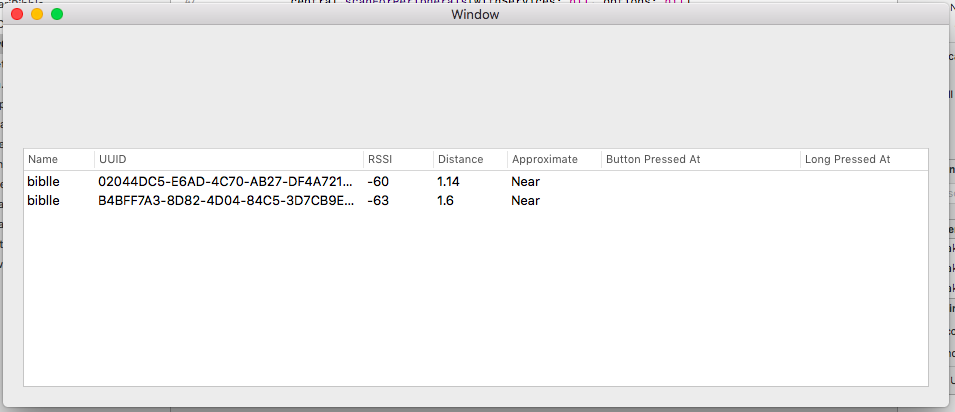 Window
Name UUID RSSI Distance Approximate Button Pressed At Long Pressed At
biblle 02044DC5-E6AD-4C70-AB27-DF4A721... -60 1.14 Near
biblle B4BFF7A3-8D82-4D04-84C5-3D7CB9E... -63 1.6 Near